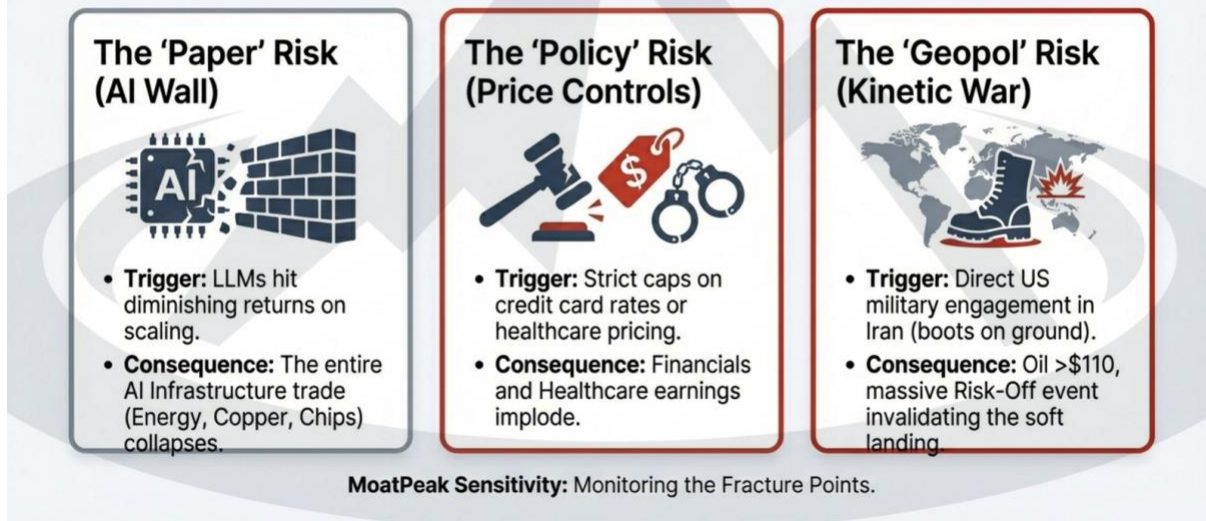 The ‘Paper’ Risk
(AI Wall)
AI
• Trigger: LLMs hit
diminishing returns on
scaling.
• Consequence: The entire
AI Infrastructure trade
(Energy, Copper, Chips)
collapses.
The ‘Policy’ Risk
(Price Controls)
$
• Trigger: Strict caps on
credit card rates or
healthcare pricing.
• Consequence: Financials
and Healthcare earnings
implode.
The ‘Geopol’ Risk
(Kinetic War)
• Trigger: Direct US
military engagement in
Iran (boots on ground).
• Consequence: Oil >$110,
massive Risk-Off event
invalidating the soft
landing.
MoatPeak Sensitivity: Monitoring the Fracture Points.